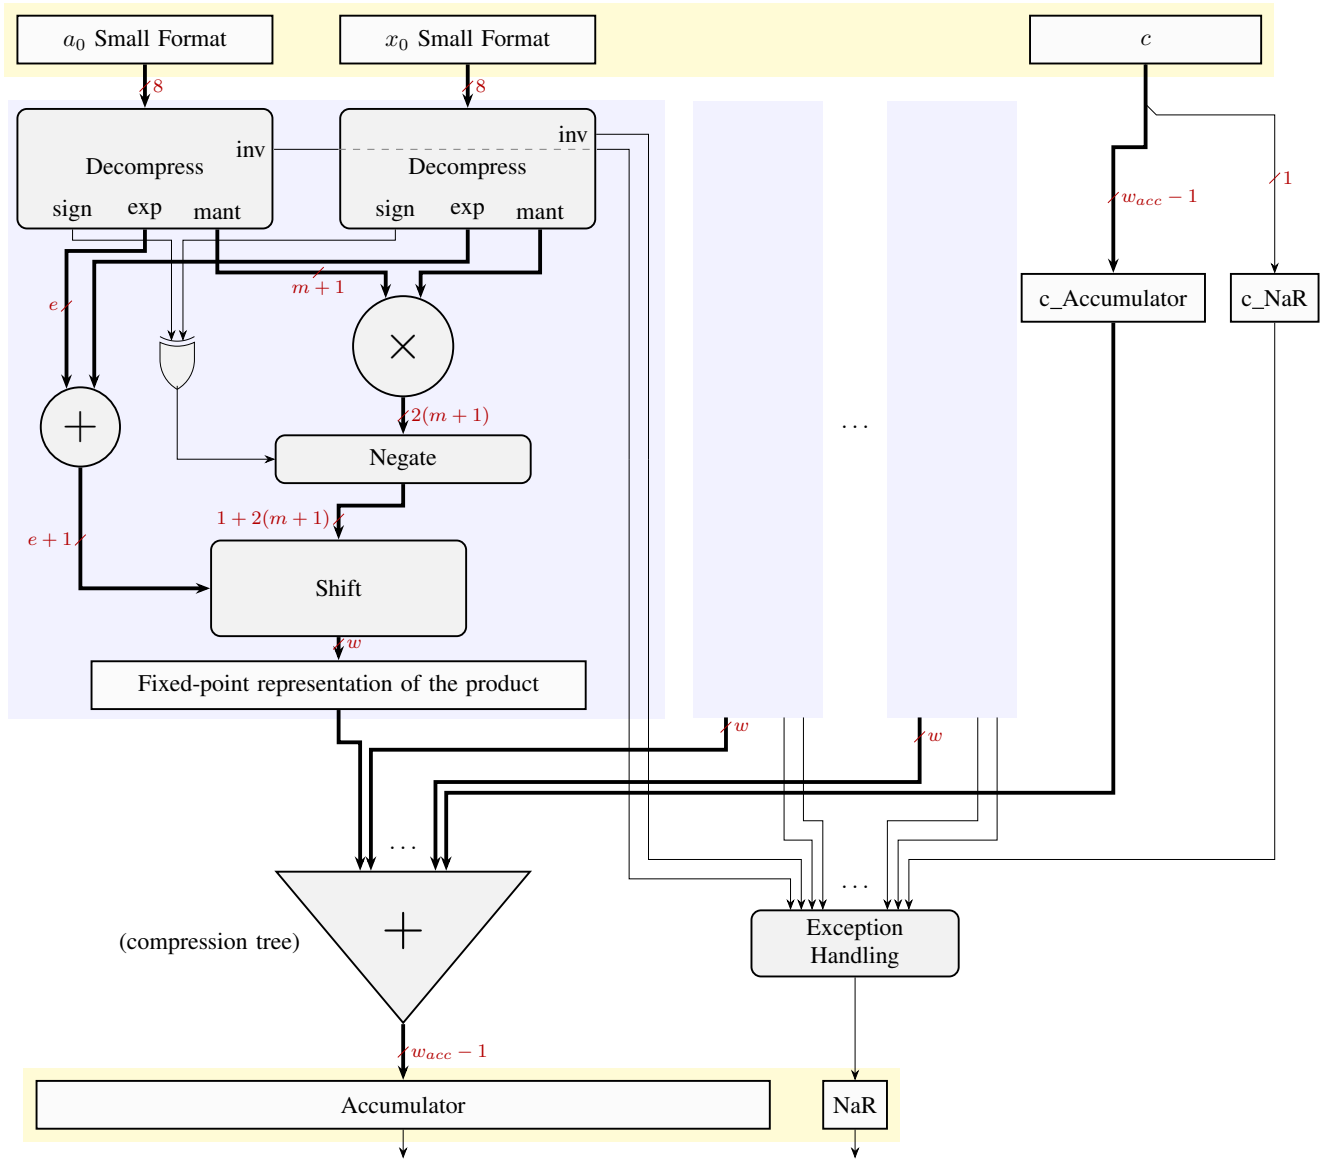 a₀ Small Format
x₀ Small Format
c
8
8
inv
inv
Decompress
Decompress
sign exp mant
sign exp mant
1
w_acc − 1
e
m + 1
c_Accumulator
c_NaR
×
2(m + 1)
+
...
Negate
1 + 2(m + 1)
e + 1
Shift
w
Fixed-point representation of the product
w
w
...
...
+
(compression tree)
Exception
Handling
w_acc − 1
Accumulator
NaR